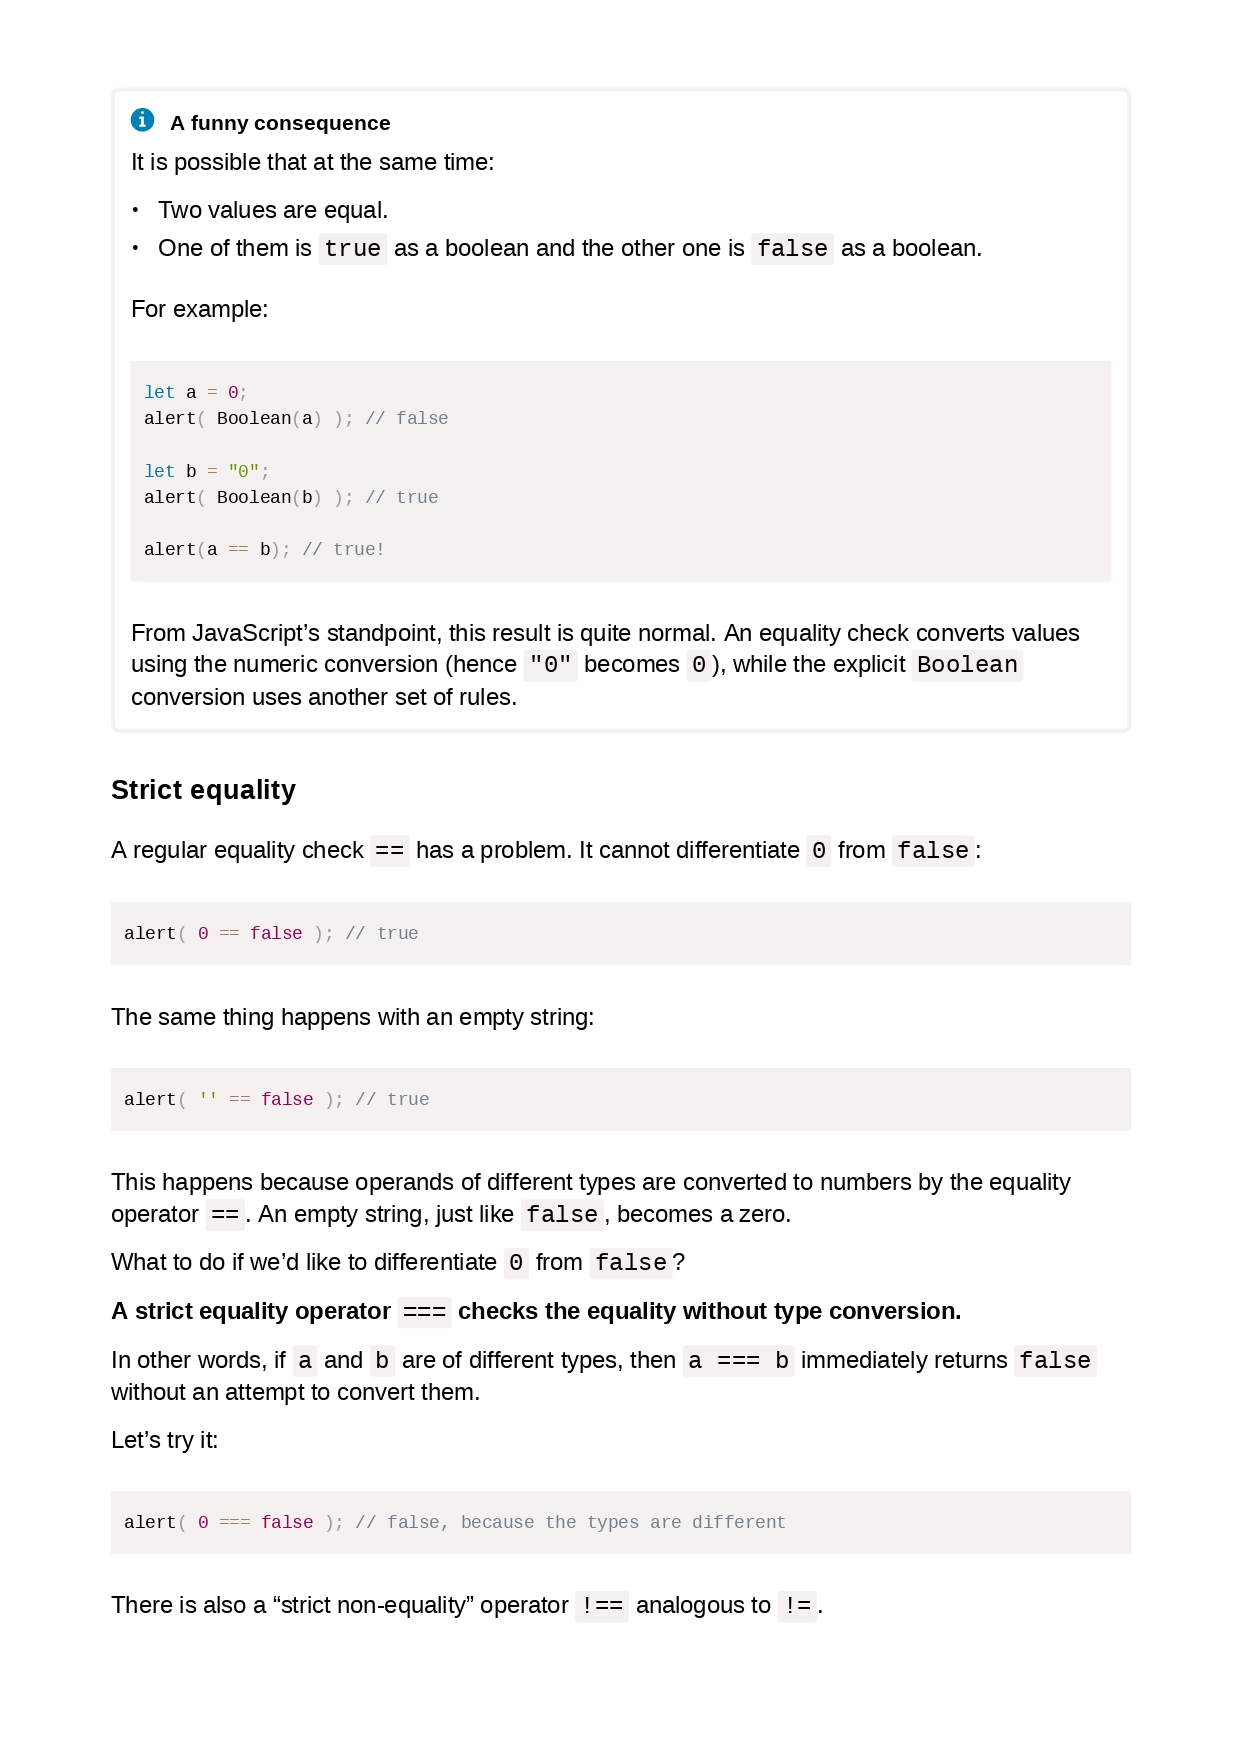 A funny consequence
It is possible that at the same time:
• Two values are equal.
• One of them is true as a boolean and the other one is false as a boolean.
For example:
let a = 0;
alert( Boolean(a) ); // false
let b = "0";
alert( Boolean(b) ); // true
alert(a == b); // true!
From JavaScript’s standpoint, this result is quite normal. An equality check converts values
using the numeric conversion (hence "0" becomes 0), while the explicit Boolean
conversion uses another set of rules.
Strict equality
A regular equality check == has a problem. It cannot differentiate 0 from false:
alert( 0 == false ); // true
The same thing happens with an empty string:
alert( '' == false ); // true
This happens because operands of different types are converted to numbers by the equality
operator ==. An empty string, just like false, becomes a zero.
What to do if we’d like to differentiate 0 from false?
A strict equality operator === checks the equality without type conversion.
In other words, if a and b are of different types, then a === b immediately returns false
without an attempt to convert them.
Let’s try it:
alert( 0 === false ); // false, because the types are different
There is also a “strict non-equality” operator !== analogous to !=.